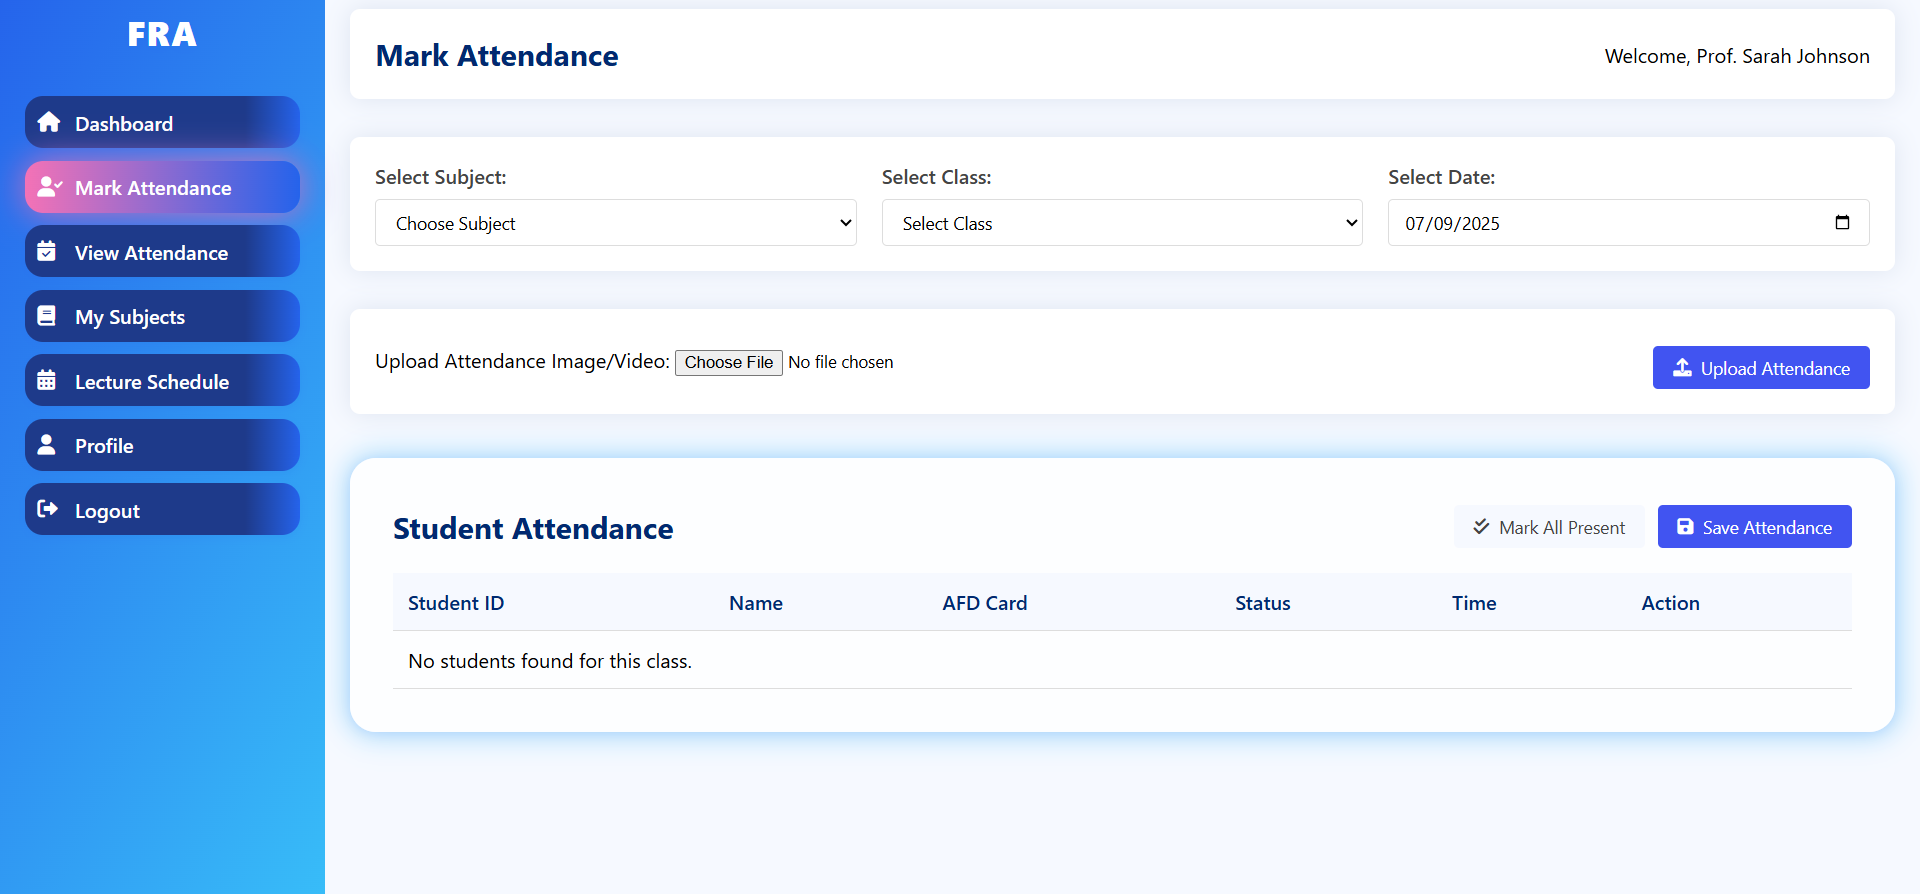 FRA
Dashboard
Mark Attendance
View Attendance
My Subjects
Lecture Schedule
Profile
Logout
Mark Attendance
Welcome, Prof. Sarah Johnson
Select Subject:
Choose Subject
Select Class:
Select Class
Select Date:
07/09/2025
Upload Attendance Image/Video: Choose File No file chosen
Upload Attendance
Student Attendance
Mark All Present
Save Attendance
Student ID Name AFD Card Status Time Action
No students found for this class.